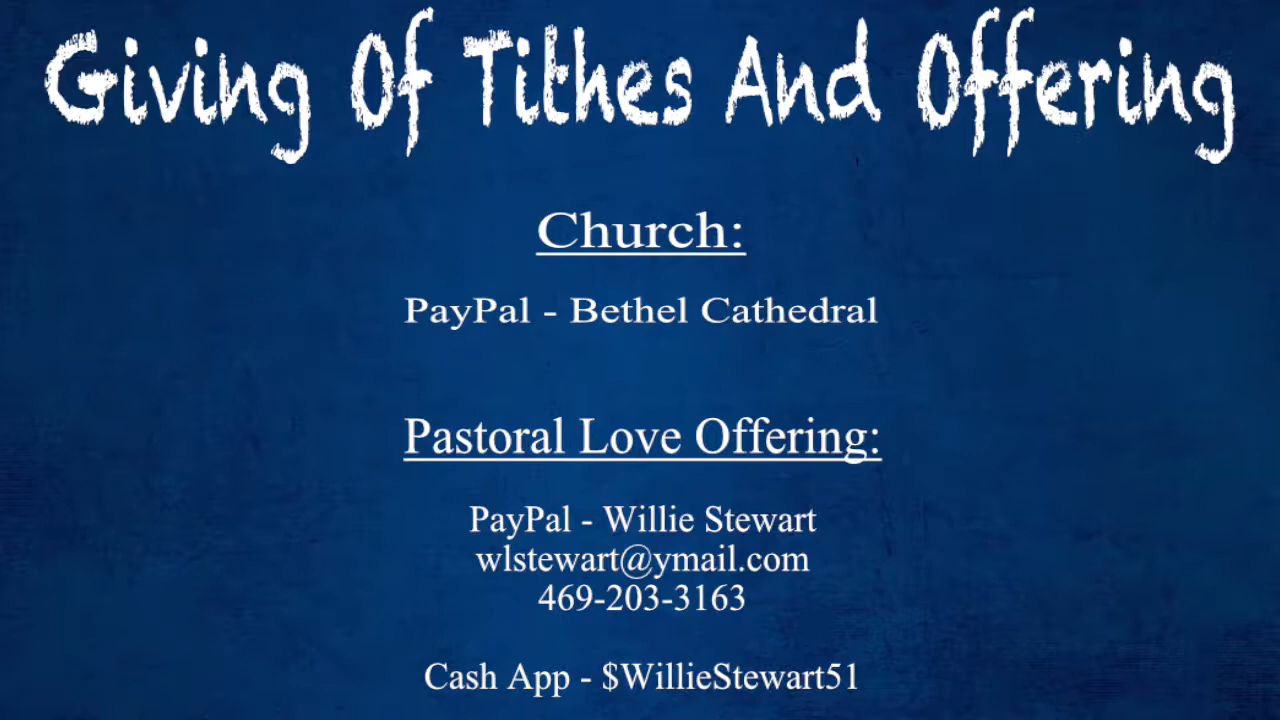 Giving Of Tithes And Offering
Church:
PayPal - Bethel Cathedral
Pastoral Love Offering:
PayPal - Willie Stewart
wlstewart@ymail.com
469-203-3163
Cash App - $WillieStewart51